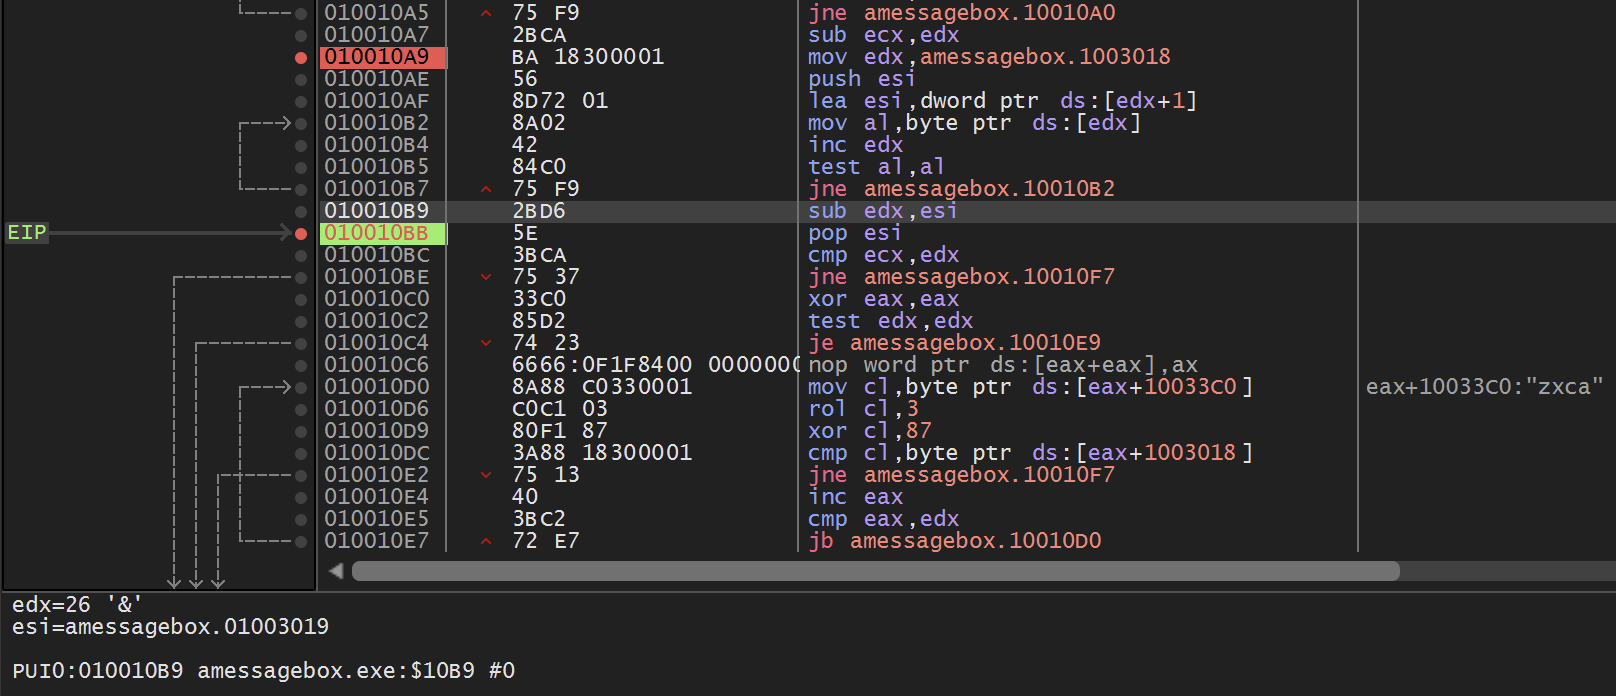 010010A5 ^ 75 F9 jne amessagebox.10010A0
010010A7 2BCA sub ecx,edx
010010A9 BA 18300001 mov edx,amessagebox.1003018
010010AE 56 push esi
010010AF 8D72 01 lea esi,dword ptr ds:[edx+1]
010010B2 8A02 mov al,byte ptr ds:[edx]
010010B4 42 inc edx
010010B5 84C0 test al,al
010010B7 ^ 75 F9 jne amessagebox.10010B2
010010B9 2BD6 sub edx,esi
EIP 010010BB 5E pop esi
010010BC 3BCA cmp ecx,edx
010010BE 75 37 jne amessagebox.10010F7
010010C0 33C0 xor eax,eax
010010C2 85D2 test edx,edx
010010C4 74 23 je amessagebox.10010E9
010010C6 6666:0F1F8400 0000000 nop word ptr ds:[eax+eax],ax
010010D0 8A88 C0330001 mov cl,byte ptr ds:[eax+10033C0] eax+10033C0:"zxca"
010010D6 C0C1 03 rol cl,3
010010D9 80F1 87 xor cl,87
010010DC 3A88 18300001 cmp cl,byte ptr ds:[eax+1003018]
010010E2 75 13 jne amessagebox.10010F7
010010E4 40 inc eax
010010E5 3BC2 cmp eax,edx
010010E7 ^ 72 E7 jb amessagebox.10010D0
edx=26 '&'
esi=amessagebox.01003019
PUI0:010010B9 amessagebox.exe:$10B9 #0